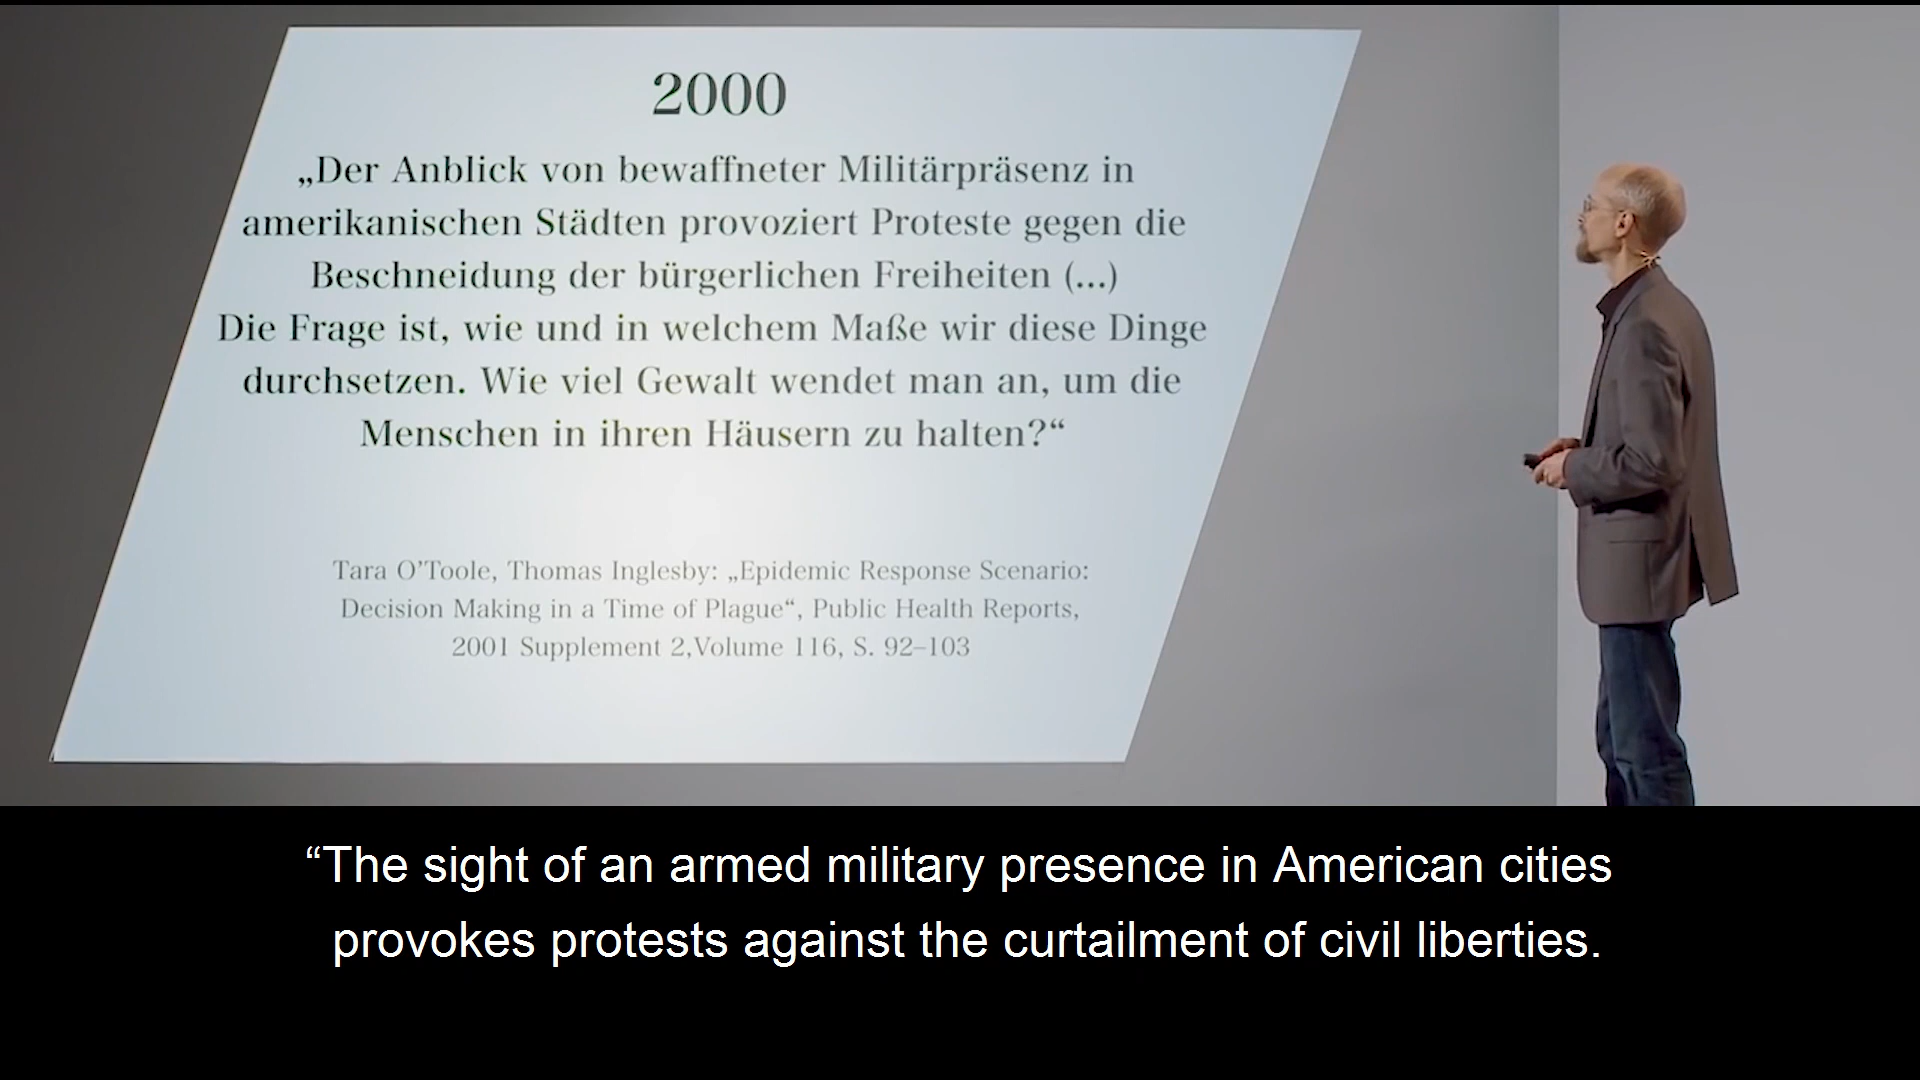 2000
„Der Anblick von bewaffneter Militärpräsenz in
amerikanischen Städten provoziert Proteste gegen die
Beschneidung der bürgerlichen Freiheiten (...)
Die Frage ist, wie und in welchem Maße wir diese Dinge
durchsetzen. Wie viel Gewalt wendet man an, um die
Menschen in ihren Häusern zu halten?“
Tara O’Toole, Thomas Inglesby: „Epidemic Response Scenario:
Decision Making in a Time of Plague“, Public Health Reports,
2001 Supplement 2,Volume 116, S. 92–103
“The sight of an armed military presence in American cities
provokes protests against the curtailment of civil liberties.